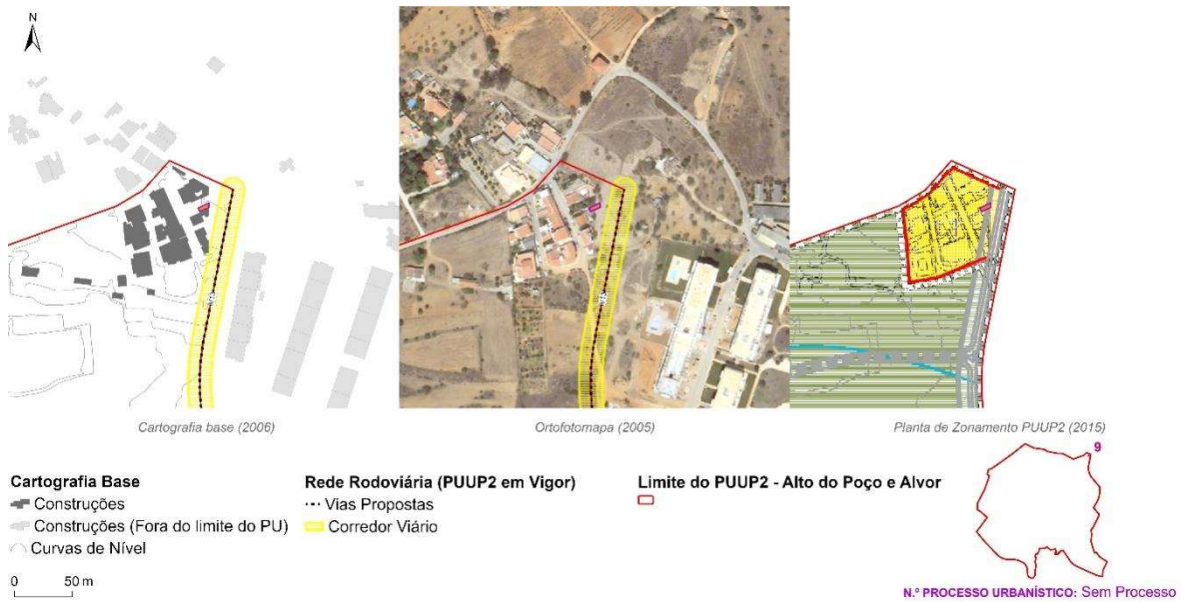 N
Cartografia base (2006)
Ortofotomapa (2005)
Planta de Zonamento PUUP2 (2015)
Cartografia Base
Construções
Construções (Fora do limite do PU)
Curvas de Nível
0 50 m
Rede Rodoviária (PUUP2 em Vigor)
Vias Propostas
Corredor Viário
Limite do PUUP2 - Alto do Poço e Alvor
9
N.º PROCESSO URBANÍSTICO: Sem Processo